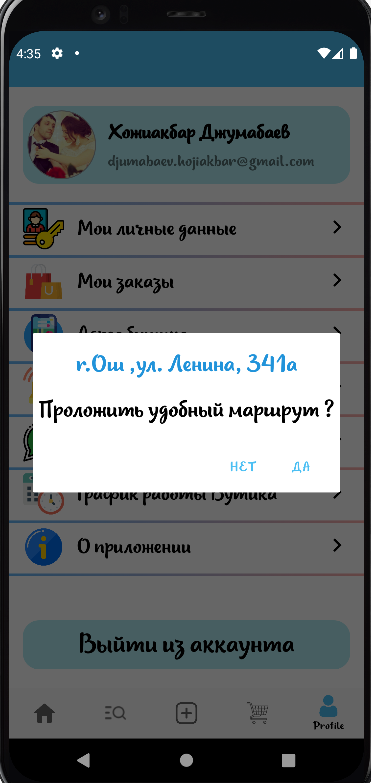 4:35
Хожиакбар Джумабаев
djumabaev.hojiakbar@gmail.com
Мои личные данные
Мои заказы
г.Ош ,ул. Ленина, 341а
Проложить удобный маршрут ?
НЕТ ДА
График работы Бутика
О приложении
Выйти из аккаунта
Profile